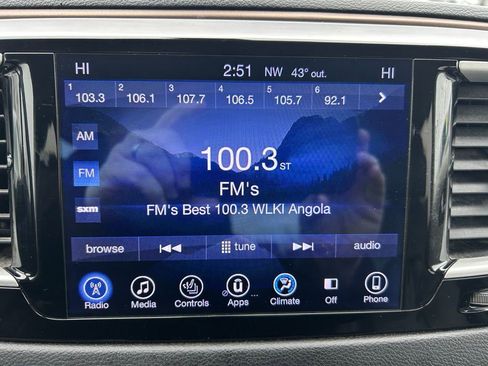 HI 2:51 NW 43° out. HI
1 103.3 2 106.1 3 107.7 4 106.5 5 105.7 6 92.1
AM
100.3 ST
FM
FM's
sxm
FM's Best 100.3 WLKI Angola
browse tune audio
Radio Media Controls Apps ... Climate Off Phone